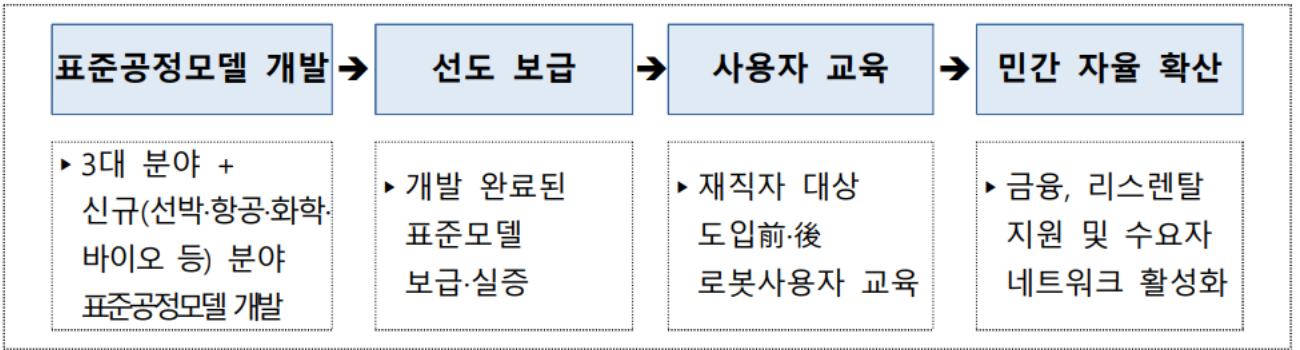 표준공정모델 개발 ➔ 선도 보급 ➔ 사용자 교육 ➔ 민간 자율 확산
▸ 3대 분야 +
신규(선박·항공·화학·
바이오 등) 분야
표준공정모델 개발
▸ 개발 완료된
표준모델
보급·실증
▸ 재직자 대상
도입前·後
로봇사용자 교육
▸ 금융, 리스렌탈
지원 및 수요자
네트워크 활성화